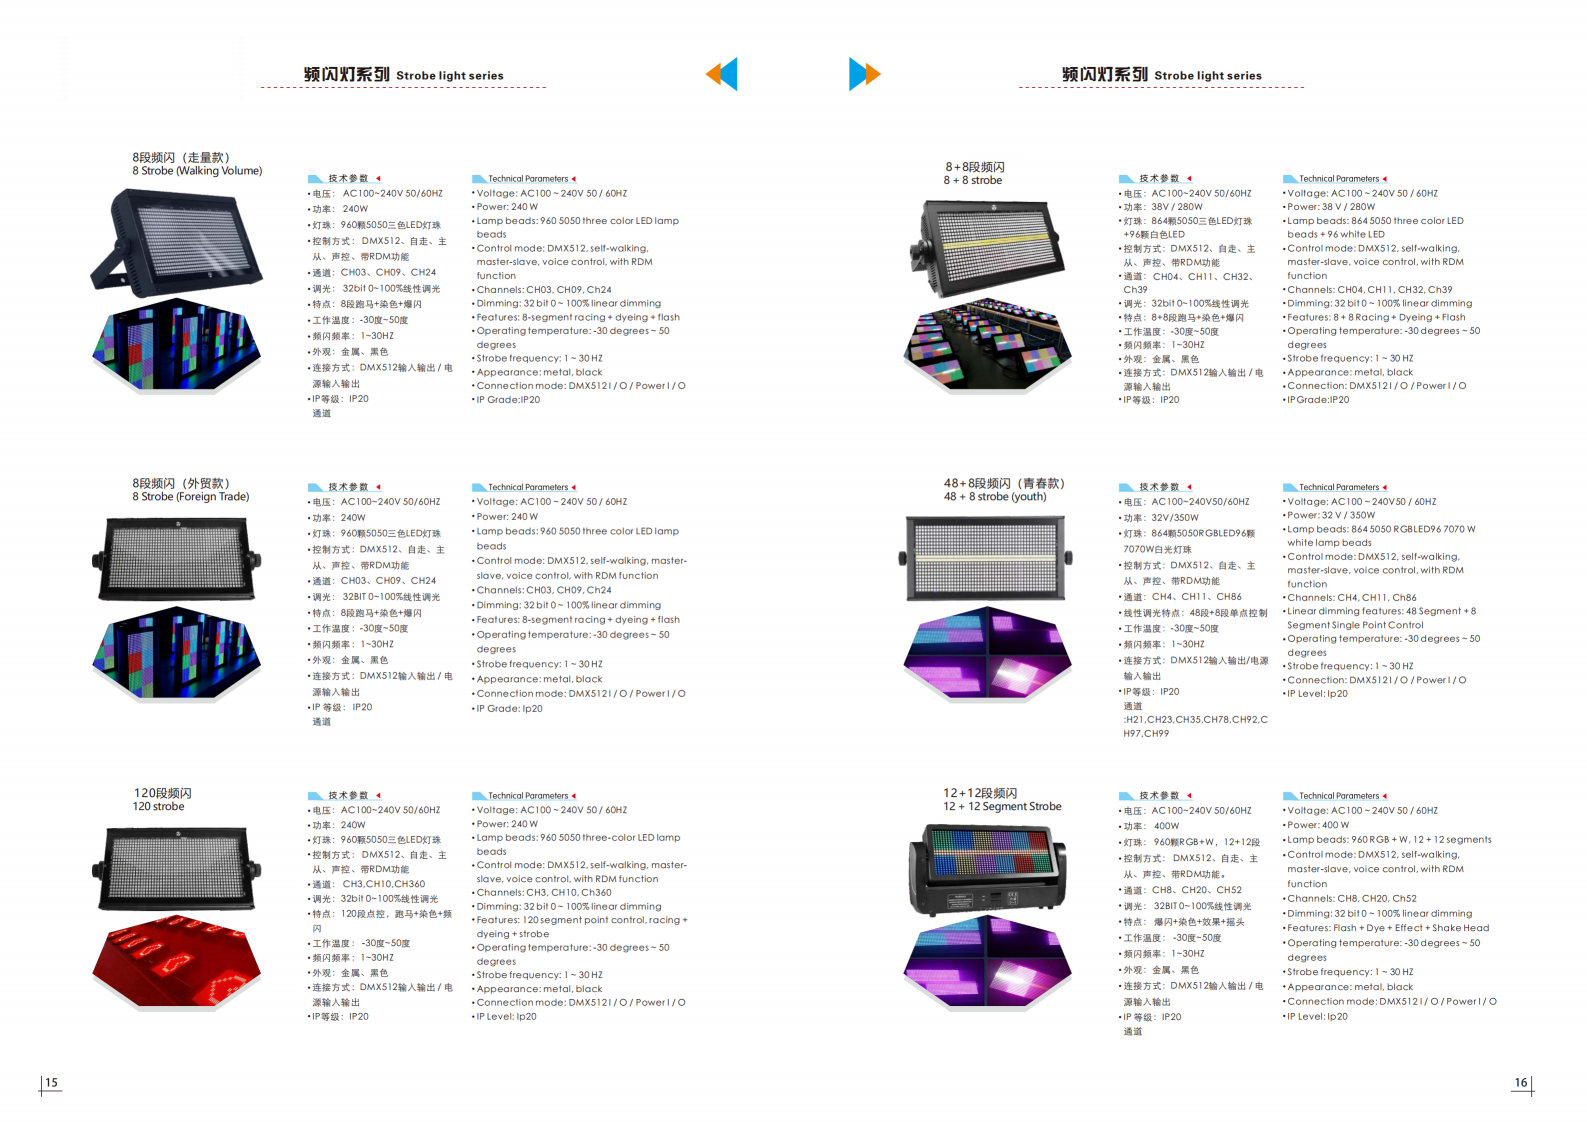 频闪灯系列 Strobe light series
8段频闪（走量款）
8 Strobe (Walking Volume)
技术参数
• 电压： AC100~240V 50/60HZ
• 功率： 240W
• 灯珠： 960颗5050三色LED灯珠
• 控制方式： DMX512、自走、主
从、声控、带RDM功能
• 通道： CH03、CH09、CH24
• 调光： 32bit 0~100%线性调光
• 特点： 8段跑马+染色+爆闪
• 工作温度： -30度~50度
• 频闪频率： 1~30HZ
• 外观： 金属、黑色
• 连接方式： DMX512输入输出 / 电
源输入输出
• IP等级： IP20
通道
Technical Parameters
• Voltage: AC100 ~ 240V 50 / 60HZ
• Power: 240 W
• Lamp beads: 960 5050 three color LED lamp
beads
• Control mode: DMX512, self-walking,
master-slave, voice control, with RDM
function
• Channels: CH03, CH09, Ch24
• Dimming: 32 bit 0 ~ 100% linear dimming
• Features: 8-segment racing + dyeing + flash
• Operating temperature: -30 degrees ~ 50
degrees
• Strobe frequency: 1 ~ 30 HZ
• Appearance: metal, black
• Connection mode: DMX512 I / O / Power I / O
• IP Grade:IP20
8段频闪（外贸款）
8 Strobe (Foreign Trade)
技术参数
• 电压： AC100~240V 50/60HZ
• 功率： 240W
• 灯珠： 960颗5050三色LED灯珠
• 控制方式： DMX512、自走、主
从、声控、带RDM功能
• 通道： CH03、CH09、CH24
• 调光： 32BIT 0~100%线性调光
• 特点： 8段跑马+染色+爆闪
• 工作温度： -30度~50度
• 频闪频率： 1~30HZ
• 外观： 金属、黑色
• 连接方式： DMX512输入输出 / 电
源输入输出
• IP 等级： IP20
通道
Technical Parameters
• Voltage: AC100 ~ 240V 50 / 60HZ
• Power: 240 W
• Lamp beads: 960 5050 three color LED lamp
beads
• Control mode: DMX512, self-walking, master-
slave, voice control, with RDM function
• Channels: CH03, CH09, Ch24
• Dimming: 32 bit 0 ~ 100% linear dimming
• Features: 8-segment racing + dyeing + flash
• Operating temperature: -30 degrees ~ 50
degrees
• Strobe frequency: 1 ~ 30 HZ
• Appearance: metal, black
• Connection mode: DMX512 I / O / Power I / O
• IP Grade: Ip20
120段频闪
120 strobe
技术参数
• 电压： AC100~240V 50/60HZ
• 功率： 240W
• 灯珠： 960颗5050三色LED灯珠
• 控制方式： DMX512、自走、主
从、声控、带RDM功能
• 通道： CH3,CH10,CH360
• 调光： 32bit 0~100%线性调光
• 特点： 120段点控，跑马+染色+频
闪
• 工作温度： -30度~50度
• 频闪频率： 1~30HZ
• 外观： 金属、黑色
• 连接方式： DMX512输入输出 / 电
源输入输出
• IP等级： IP20
Technical Parameters
• Voltage: AC100 ~ 240V 50 / 60HZ
• Power: 240 W
• Lamp beads: 960 5050 three-color LED lamp
beads
• Control mode: DMX512, self-walking, master-
slave, voice control, with RDM function
• Channels: CH3, CH10, Ch360
• Dimming: 32 bit 0 ~ 100% linear dimming
• Features: 120 segment point control, racing +
dyeing + strobe
• Operating temperature: -30 degrees ~ 50
degrees
• Strobe frequency: 1 ~ 30 HZ
• Appearance: metal, black
• Connection mode: DMX512 I / O / Power I / O
• IP Level: Ip20
15
频闪灯系列 Strobe light series
8+8段频闪
8 + 8 strobe
技术参数
• 电压： AC100~240V 50/60HZ
• 功率： 38V / 280W
• 灯珠： 864颗5050三色LED灯珠
+96颗白色LED
• 控制方式： DMX512、自走、主
从、声控、带RDM功能
• 通道： CH04、CH11、CH32、
Ch39
• 调光： 32bit 0~100%线性调光
• 特点： 8+8段跑马+染色+爆闪
• 工作温度： -30度~50度
• 频闪频率： 1~30HZ
• 外观： 金属、黑色
• 连接方式： DMX512输入输出 / 电
源输入输出
• IP等级： IP20
Technical Parameters
• Voltage: AC100 ~ 240V 50 / 60HZ
• Power: 38 V / 280W
• Lamp beads: 864 5050 three color LED
beads + 96 white LED
• Control mode: DMX512, self-walking,
master-slave, voice control, with RDM
function
• Channels: CH04, CH11, CH32, Ch39
• Dimming: 32 bit 0 ~ 100% linear dimming
• Features: 8 + 8 Racing + Dyeing + Flash
• Operating temperature: -30 degrees ~ 50
degrees
• Strobe frequency: 1 ~ 30 HZ
• Appearance: metal, black
• Connection: DMX512 I / O / Power I / O
• IP Grade:IP20
48+8段频闪（青春款）
48 + 8 strobe (youth)
技术参数
• 电压： AC100~240V50/60HZ
• 功率： 32V/350W
• 灯珠： 864颗5050RGBLED96颗
7070W白光灯珠
• 控制方式： DMX512、自走、主
从、声控、带RDM功能
• 通道： CH4、CH11、CH86
• 线性调光特点： 48段+8段单点控制
• 工作温度： -30度~50度
• 频闪频率： 1~30HZ
• 连接方式： DMX512输入输出/电源
输入输出
• IP等级： IP20
通道
:H21,CH23,CH35,CH78,CH92,C
H97,CH99
Technical Parameters
• Voltage: AC100 ~ 240V50 / 60HZ
• Power: 32 V / 350W
• Lamp beads: 864 5050 RGBLED96 7070 W
white lamp beads
• Control mode: DMX512, self-walking,
master-slave, voice control, with RDM
function
• Channels: CH4, CH11, Ch86
• Linear dimming features: 48 Segment + 8
Segment Single Point Control
• Operating temperature: -30 degrees ~ 50
degrees
• Strobe frequency: 1 ~ 30 HZ
• Connection: DMX512 I / O / Power I / O
• IP Level: Ip20
12+12段频闪
12 + 12 Segment Strobe
技术参数
• 电压： AC100~240V 50/60HZ
• 功率： 400W
• 灯珠： 960颗RGB+W，12+12段
• 控制方式： DMX512、自走、主
从、声控、带RDM功能。
• 通道： CH8、CH20、CH52
• 调光： 32BIT 0~100%线性调光
• 特点： 爆闪+染色+效果+摇头
• 工作温度： -30度~50度
• 频闪频率： 1~30HZ
• 外观： 金属、黑色
• 连接方式： DMX512输入输出 / 电
源输入输出
• IP 等级： IP20
通道
Technical Parameters
• Voltage: AC100 ~ 240V 50 / 60HZ
• Power: 400 W
• Lamp beads: 960 RGB + W, 12 + 12 segments
• Control mode: DMX512, self-walking,
master-slave, voice control, with RDM
function
• Channels: CH8, CH20, Ch52
• Dimming: 32 bit 0 ~ 100% linear dimming
• Features: Flash + Dye + Effect + Shake Head
• Operating temperature: -30 degrees ~ 50
degrees
• Strobe frequency: 1 ~ 30 HZ
• Appearance: metal, black
• Connection mode: DMX512 I / O / Power I / O
• IP Level: Ip20
16